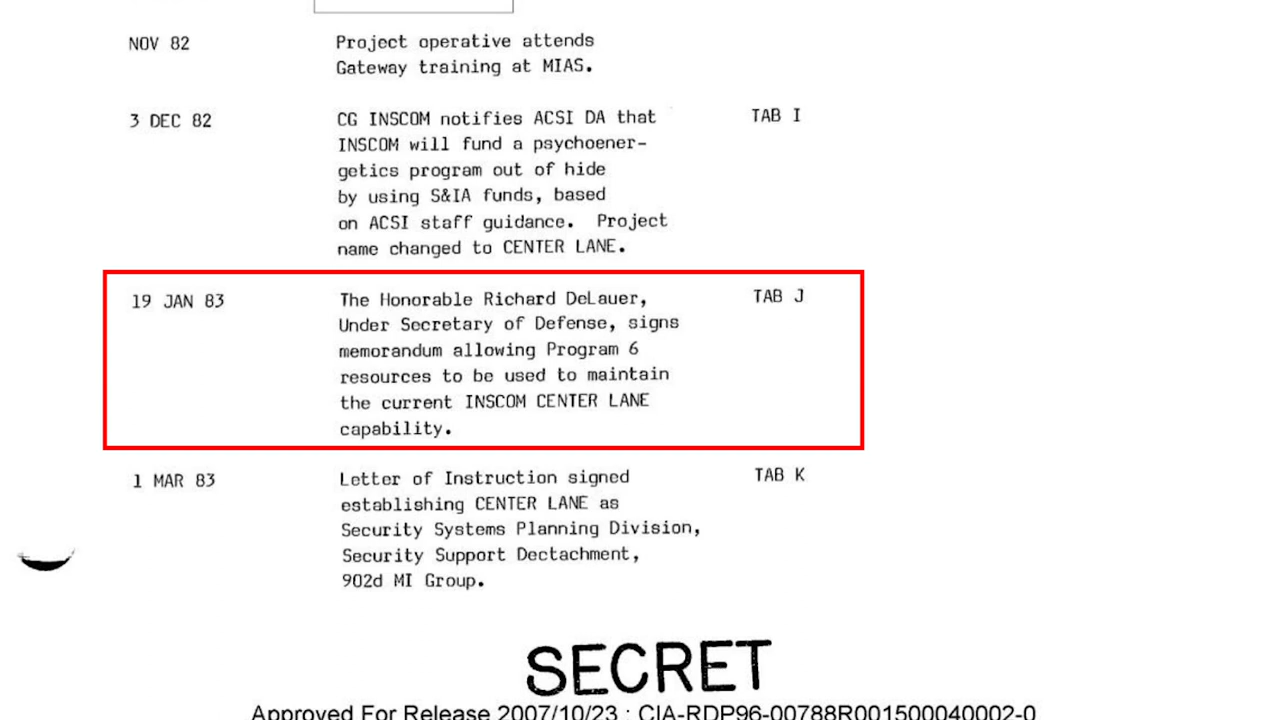 NOV 82 Project operative attends
Gateway training at MIAS.
3 DEC 82 CG INSCOM notifies ACSI DA that TAB I
INSCOM will fund a psychoener-
getics program out of hide
by using S&IA funds, based
on ACSI staff guidance. Project
name changed to CENTER LANE.
19 JAN 83 The Honorable Richard DeLauer, TAB J
Under Secretary of Defense, signs
memorandum allowing Program 6
resources to be used to maintain
the current INSCOM CENTER LANE
capability.
1 MAR 83 Letter of Instruction signed TAB K
establishing CENTER LANE as
Security Systems Planning Division,
Security Support Dectachment,
902d MI Group.
SECRET
Approved For Release 2007/10/23 : CIA-RDP96-00788R001500040002-0